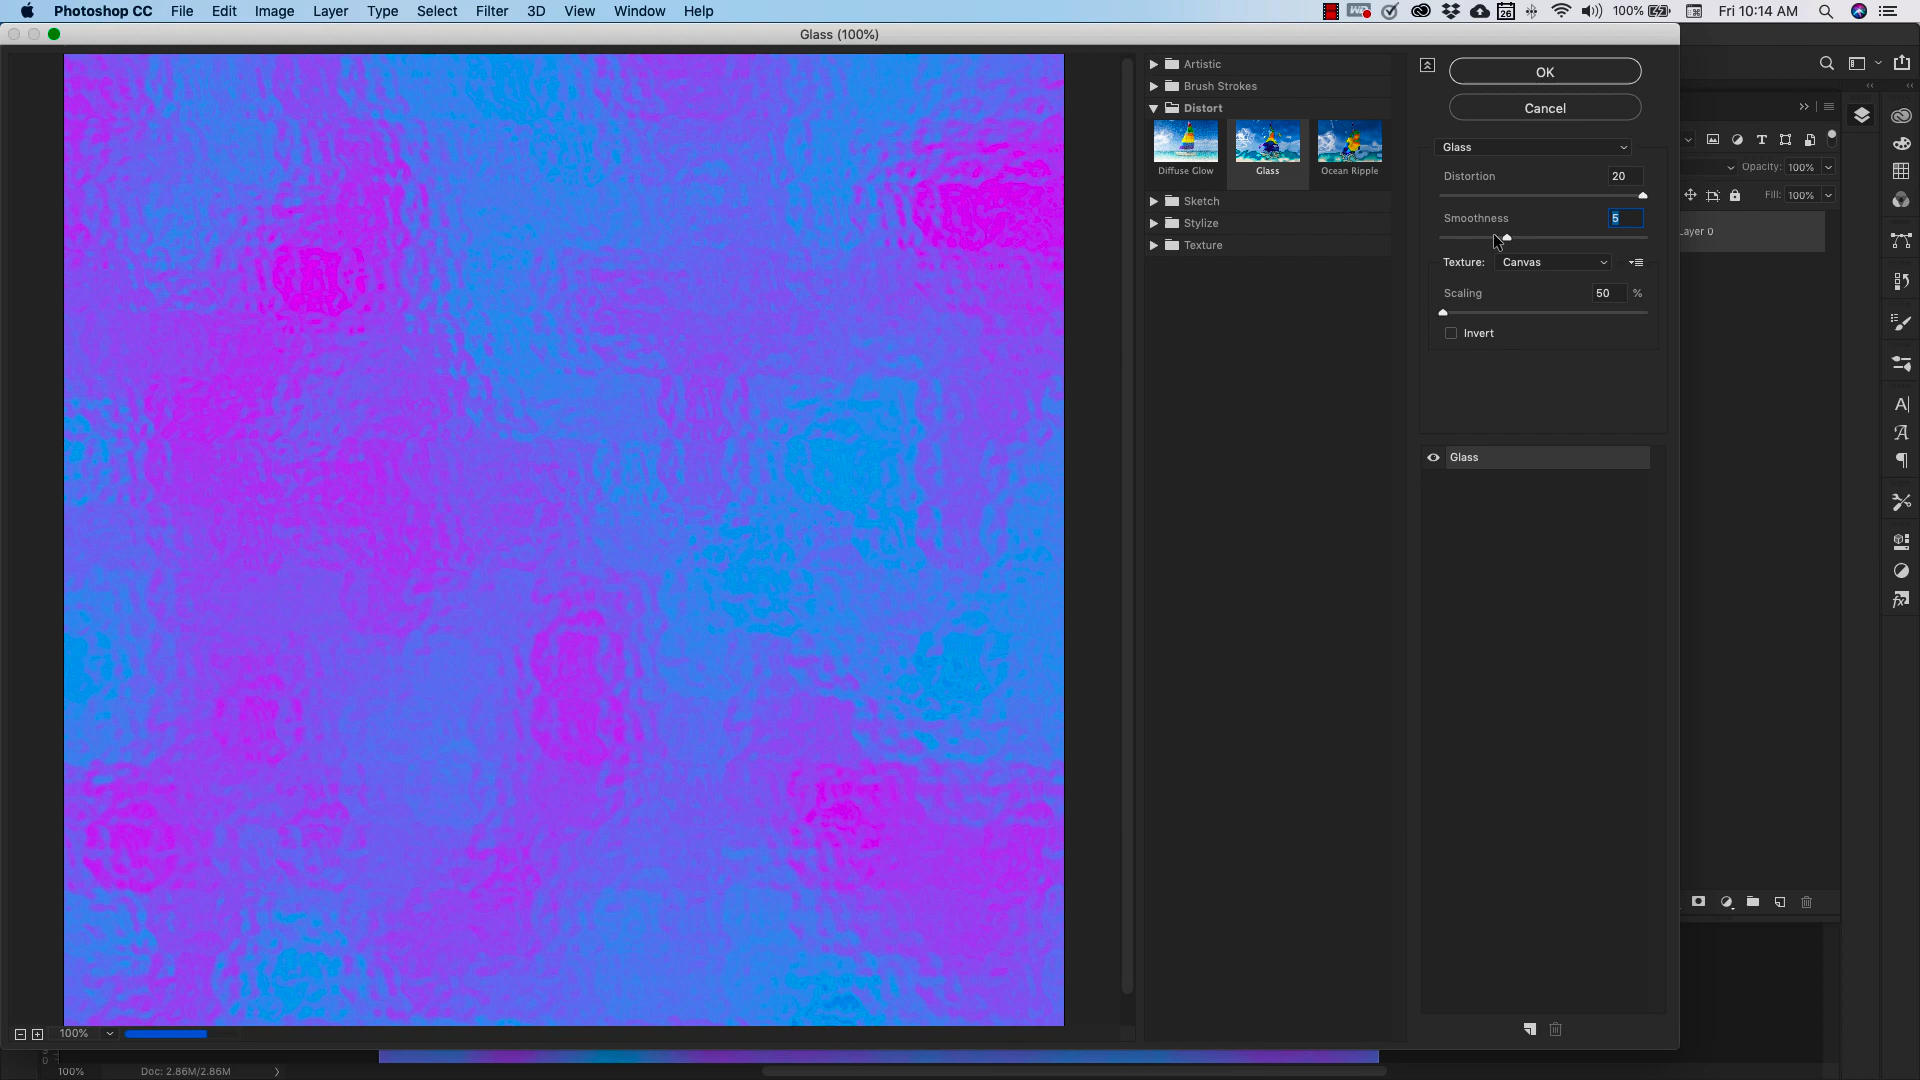 Photoshop CC File Edit Image Layer Type Select Filter 3D View Window Help 26 100% Fri 10:14 AM
Glass (100%)
Artistic
Brush Strokes
Distort
Diffuse Glow Glass Ocean Ripple
Sketch
Stylize
Texture
OK
Cancel
Glass
Distortion 20
Smoothness 5
Texture: Canvas
Scaling 50 %
Invert
Glass
Opacity: 100%
Fill: 100%
Layer 0
100%
100% Doc: 2.86M/2.86M